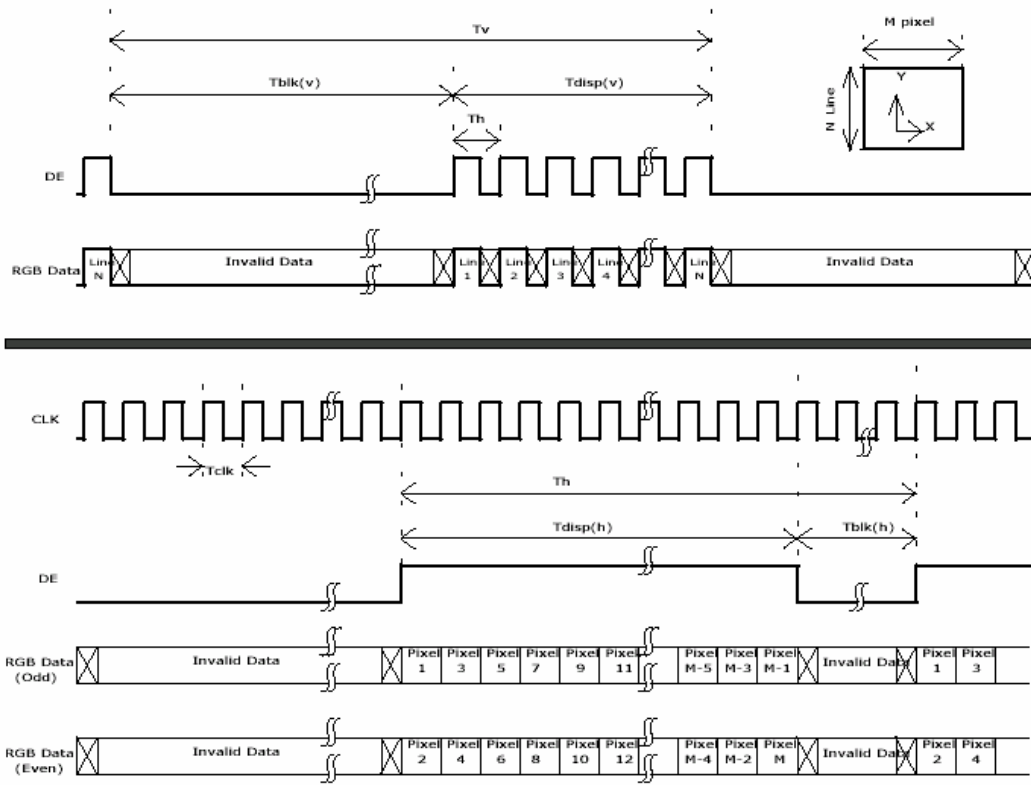 Tv
M pixel
Tblk(v)
Tdisp(v)
N Line
Y
X
Th
DE
RGB Data
Line N
Invalid Data
Line 1
Line 2
Line 3
Line 4
Line N
Invalid Data
CLK
Tclk
Th
Tdisp(h)
Tblk(h)
DE
RGB Data (Odd)
Invalid Data
Pixel 1
Pixel 3
Pixel 5
Pixel 7
Pixel 9
Pixel 11
Pixel M-5
Pixel M-3
Pixel M-1
Invalid Data
Pixel 1
Pixel 3
RGB Data (Even)
Invalid Data
Pixel 2
Pixel 4
Pixel 6
Pixel 8
Pixel 10
Pixel 12
Pixel M-4
Pixel M-2
Pixel M
Invalid Data
Pixel 2
Pixel 4